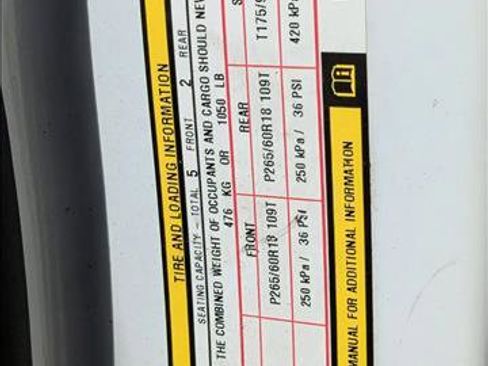 TIRE AND LOADING INFORMATION
SEATING CAPACITY – TOTAL 5 FRONT 2 REAR
THE COMBINED WEIGHT OF OCCUPANTS AND CARGO SHOULD
476 KG OR 1050 LB
FRONT REAR
P265/60R18 109T P265/60R18 109T
250 kPa / 36 PSI 250 kPa / 36 PSI 420 kPa
MANUAL FOR ADDITIONAL INFORMATION